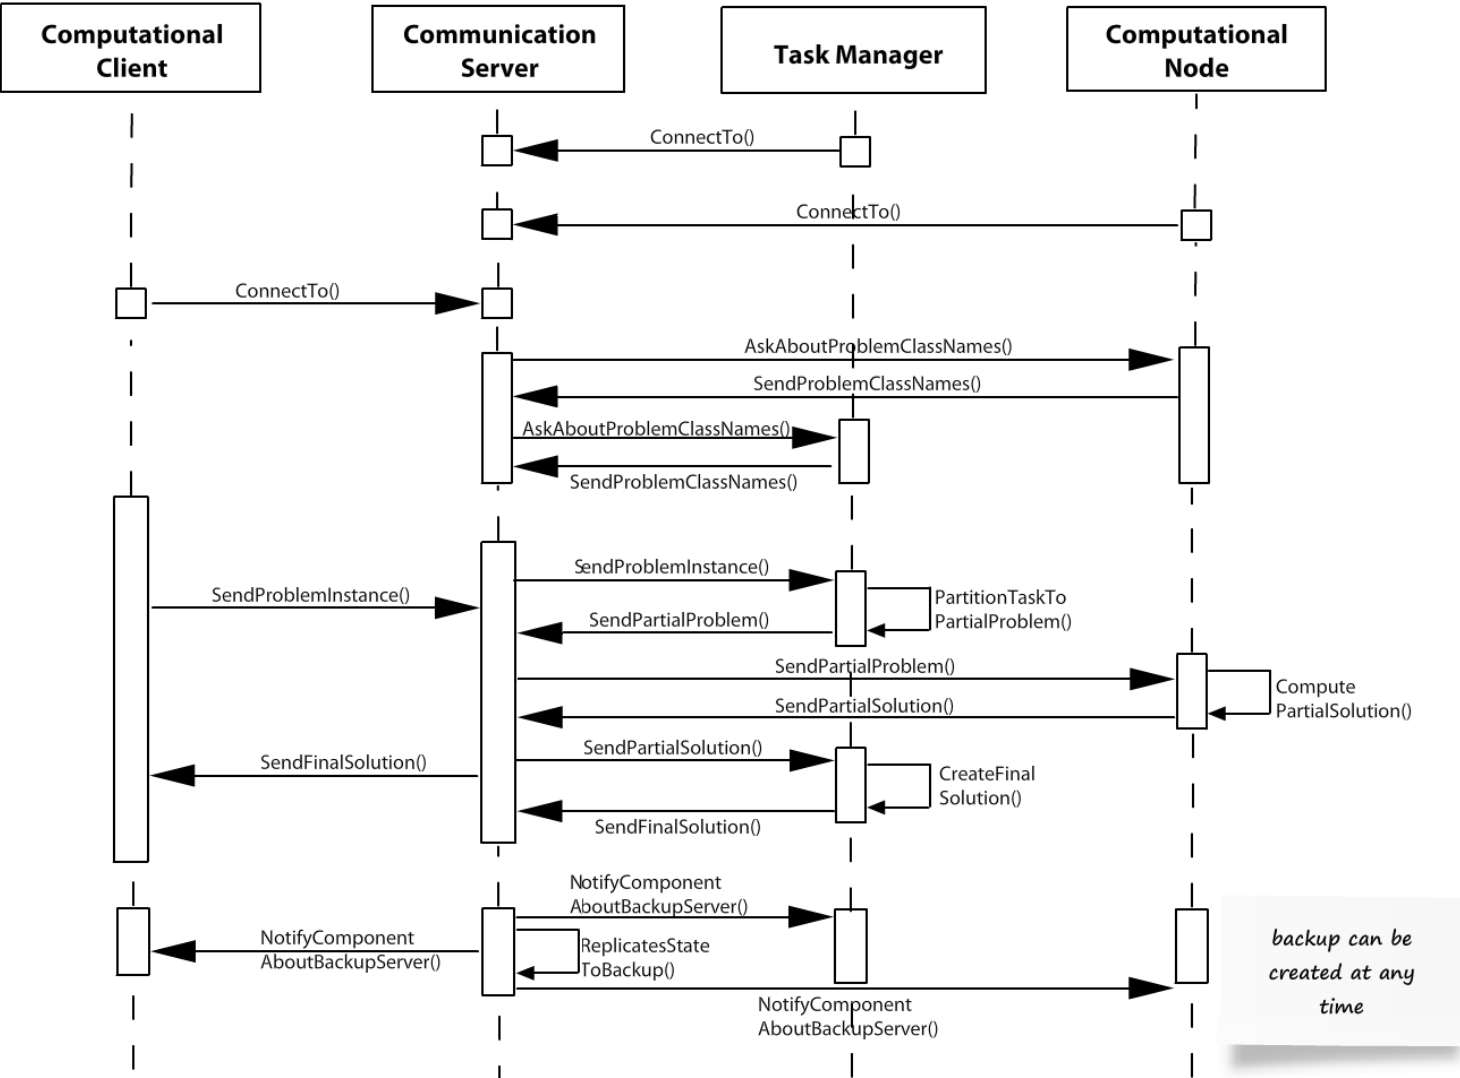 Computational
Client
Communication
Server
Task Manager
Computational
Node
ConnectTo()
ConnectTo()
ConnectTo()
AskAboutProblemClassNames()
SendProblemClassNames()
AskAboutProblemClassNames()
SendProblemClassNames()
SendProblemInstance()
SendProblemInstance()
PartitionTaskTo
PartialProblem()
SendPartialProblem()
SendPartialProblem()
Compute
PartialSolution()
SendPartialSolution()
SendPartialSolution()
SendFinalSolution()
CreateFinal
Solution()
SendFinalSolution()
NotifyComponent
AboutBackupServer()
NotifyComponent
AboutBackupServer()
ReplicatesState
ToBackup()
NotifyComponent
AboutBackupServer()
backup can be
created at any
time